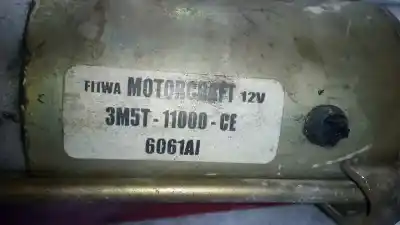 FIIWA MOTORCRAFT 12V
3M5T-11000-CE
6061AI